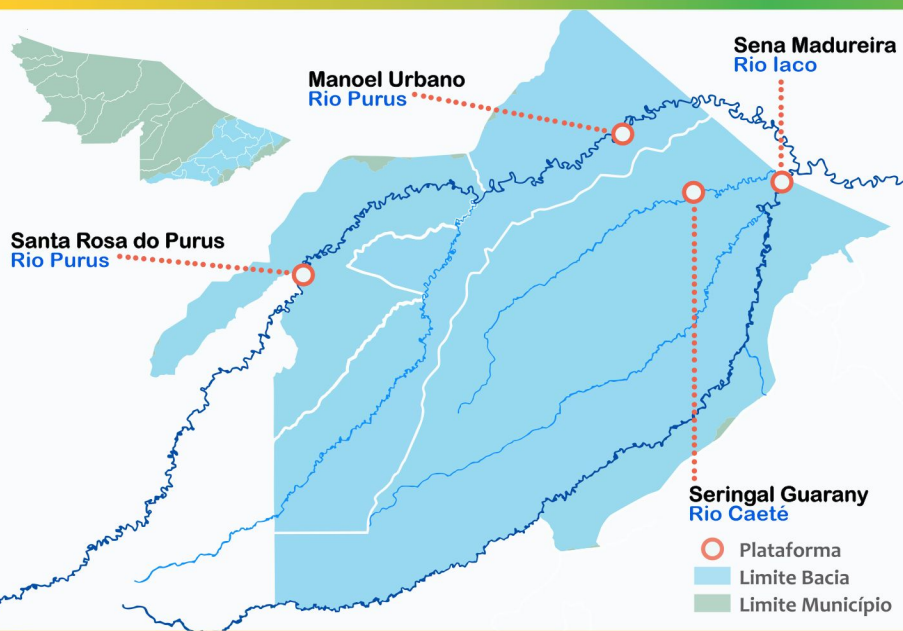 Sena Madureira
Rio Iaco
Manoel Urbano
Rio Purus
Santa Rosa do Purus
Rio Purus
Seringal Guarany
Rio Caeté
Plataforma
Limite Bacia
Limite Município